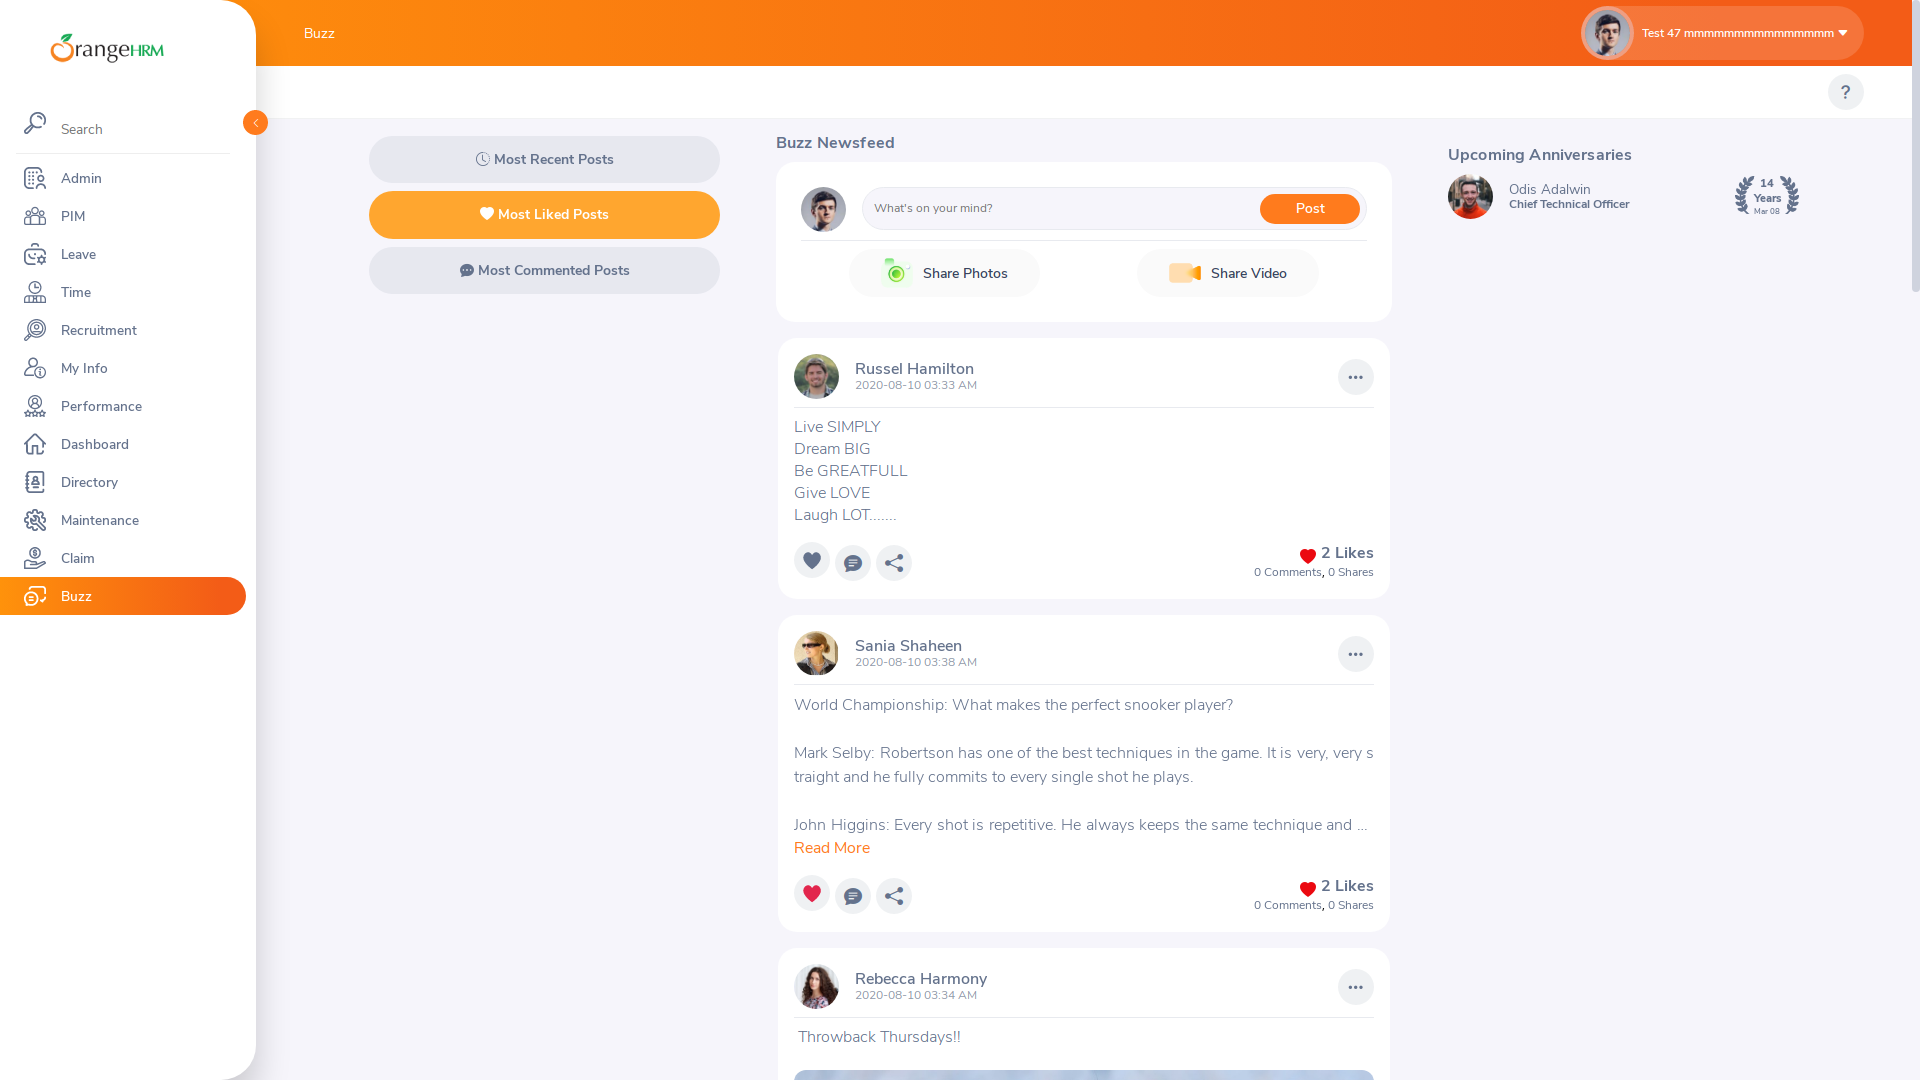 OrangeHRM
Buzz
Test 47 mmmmmmmmmmmmmmm
?
Search
Admin
PIM
Leave
Time
Recruitment
My Info
Performance
Dashboard
Directory
Maintenance
Claim
Buzz
Most Recent Posts
Most Liked Posts
Most Commented Posts
Buzz Newsfeed
What's on your mind?
Post
Share Photos
Share Video
Russel Hamilton
2020-08-10 03:33 AM
Live SIMPLY
Dream BIG
Be GREATFULL
Give LOVE
Laugh LOT.......
2 Likes
0 Comments, 0 Shares
Sania Shaheen
2020-08-10 03:38 AM
World Championship: What makes the perfect snooker player?
Mark Selby: Robertson has one of the best techniques in the game. It is very, very s
traight and he fully commits to every single shot he plays.
John Higgins: Every shot is repetitive. He always keeps the same technique and ...
Read More
2 Likes
0 Comments, 0 Shares
Rebecca Harmony
2020-08-10 03:34 AM
Throwback Thursdays!!
Upcoming Anniversaries
Odis Adalwin
Chief Technical Officer
14
Years
Mar 08